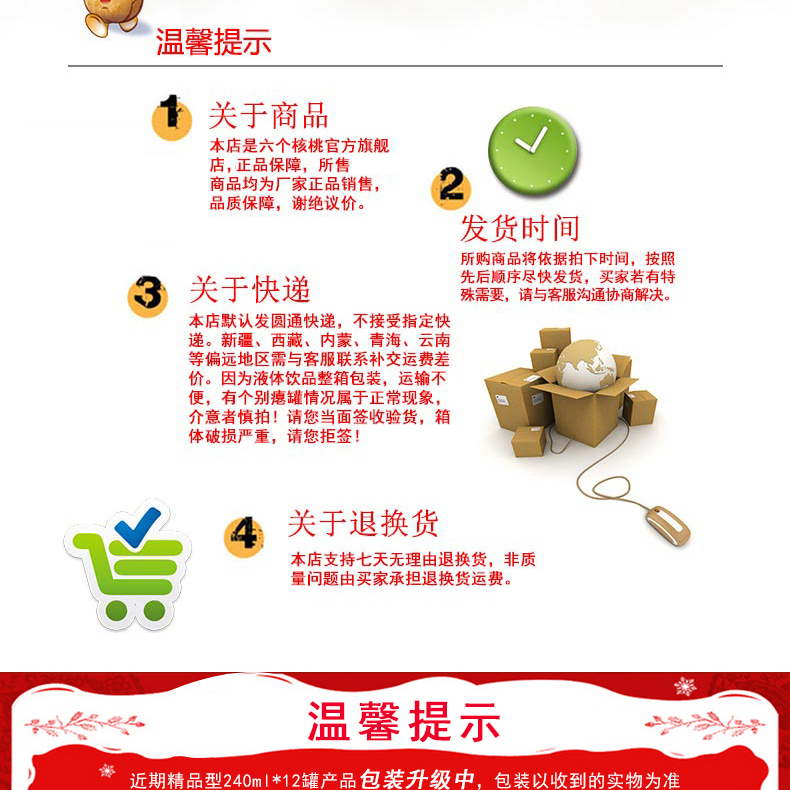 温馨提示
1
关于商品
本店是六个核桃官方旗舰
店,正品保障，所售
商品均为厂家正品销售，
品质保障，谢绝议价。
2
发货时间
所购商品将依据拍下时间，按照
先后顺序尽快发货，买家若有特
殊需要，请与客服沟通协商解决。
3
关于快递
本店默认发圆通快递，不接受指定快
递。新疆、西藏、内蒙、青海、云南
等偏远地区需与客服联系补交运费差
价。因为液体饮品整箱包装，运输不
便，有个别瘪罐情况属于正常现象，
介意者慎拍！请您当面签收验货，箱
体破损严重，请您拒签！
4
关于退换货
本店支持七天无理由退换货，非质
量问题由买家承担退换货运费。
温馨提示
近期精品型240ml*12罐产品包装升级中，包装以收到的实物为准